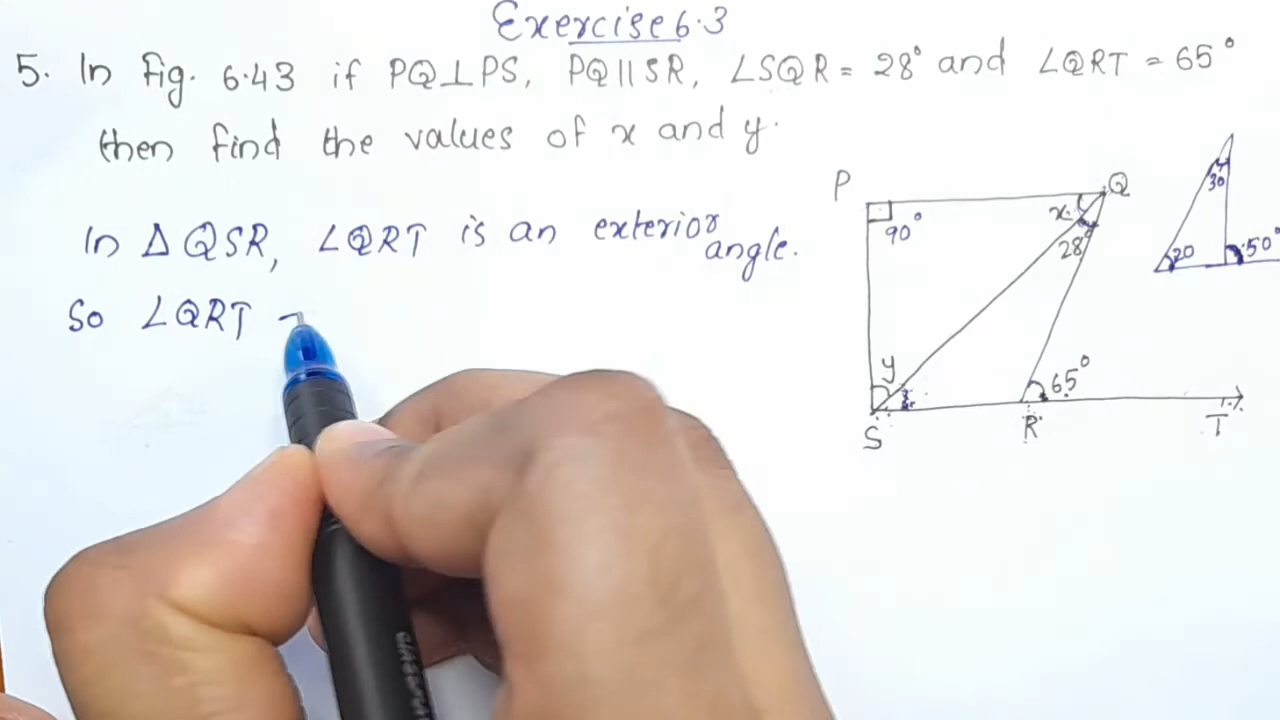 Exercise 6.3
5. In Fig. 6.43 if PQ⊥PS, PQ||SR, ∠SQR = 28° and ∠QRT = 65°
then find the values of x and y.
In Δ QSR, ∠QRT is an exterior angle.
So ∠QRT
P
Q
90°
x
28°
y
65°
S
R
T
30
20
50°